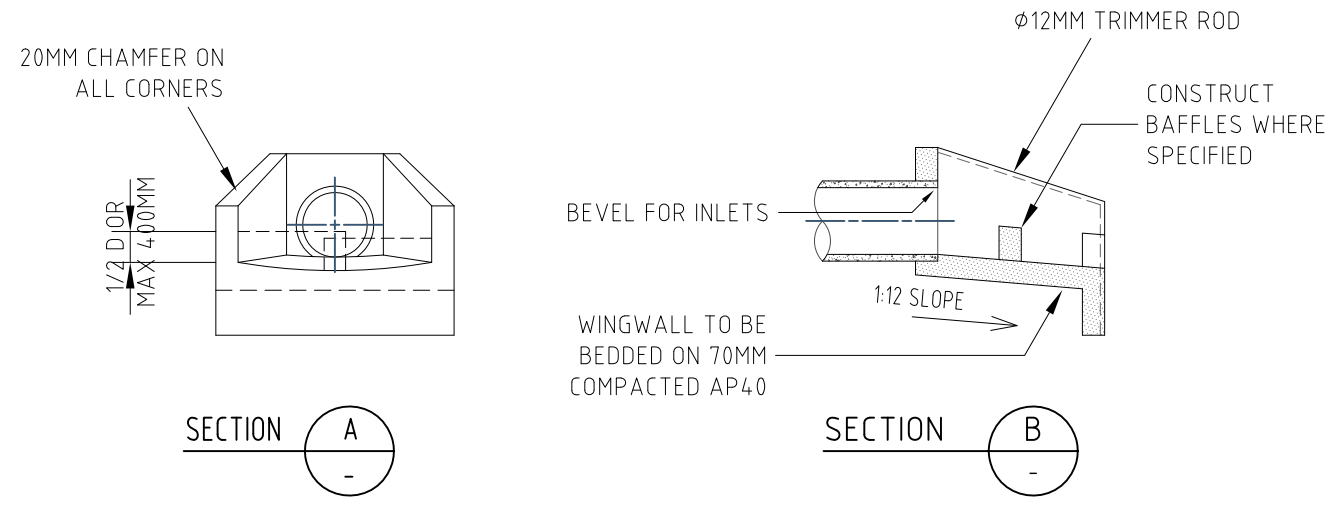 20MM CHAMFER ON
ALL CORNERS
1/2 D OR
MAX 400MM
SECTION
A
-
Ø12MM TRIMMER ROD
CONSTRUCT
BAFFLES WHERE
SPECIFIED
BEVEL FOR INLETS
1:12 SLOPE
WINGWALL TO BE
BEDDED ON 70MM
COMPACTED AP40
SECTION
B
-